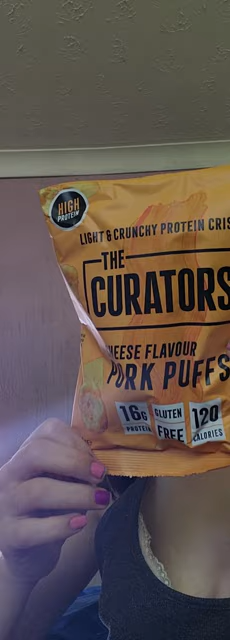 HIGH
PROTEIN
LIGHT & CRUNCHY PROTEIN CRIS
THE
CURATORS
HEESE FLAVOUR
PORK PUFFS
16g GLUTEN 120
PROTEIN FREE CALORIES